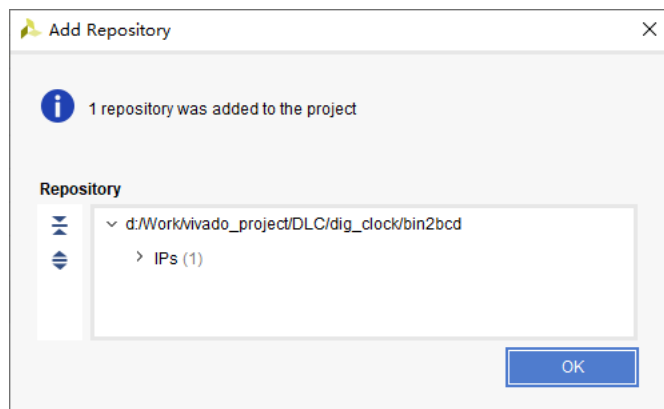 Add Repository
1 repository was added to the project
Repository
d:/Work/vivado_project/DLC/dig_clock/bin2bcd
IPs (1)
OK